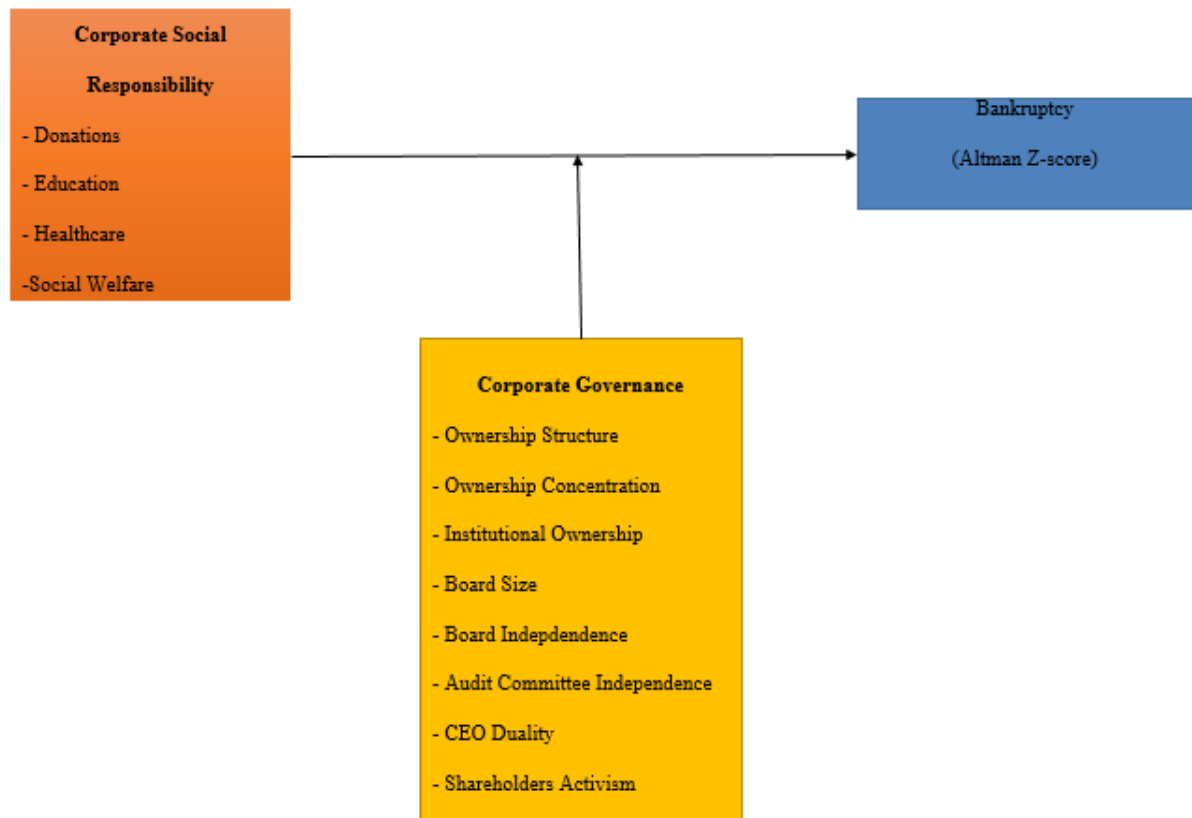 Corporate Social
Responsibility
- Donations
- Education
- Healthcare
-Social Welfare
Bankruptcy
(Altman Z-score)
Corporate Governance
- Ownership Structure
- Ownership Concentration
- Institutional Ownership
- Board Size
- Board Indepdendence
- Audit Committee Independence
- CEO Duality
- Shareholders Activism